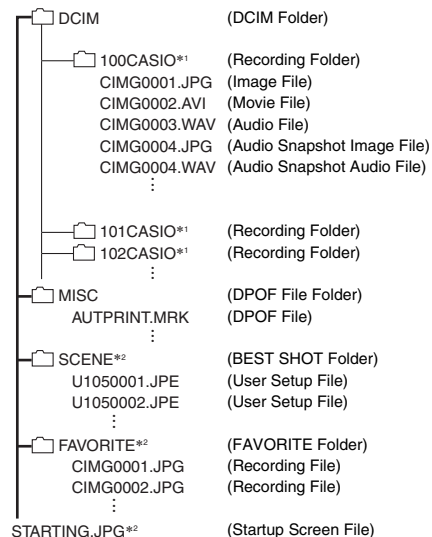 DCIM (DCIM Folder)
100CASIO*1 (Recording Folder)
CIMG0001.JPG (Image File)
CIMG0002.AVI (Movie File)
CIMG0003.WAV (Audio File)
CIMG0004.JPG (Audio Snapshot Image File)
CIMG0004.WAV (Audio Snapshot Audio File)
⋮
101CASIO*1 (Recording Folder)
102CASIO*1 (Recording Folder)
⋮
MISC (DPOF File Folder)
AUTPRINT.MRK (DPOF File)
⋮
SCENE*2 (BEST SHOT Folder)
U1050001.JPE (User Setup File)
U1050002.JPE (User Setup File)
⋮
FAVORITE*2 (FAVORITE Folder)
CIMG0001.JPG (Recording File)
CIMG0002.JPG (Recording File)
⋮
STARTING.JPG*2 (Startup Screen File)